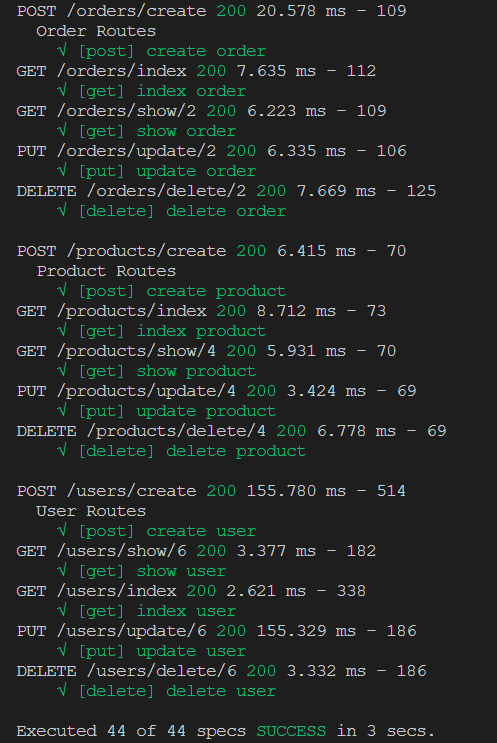 POST /orders/create 200 20.578 ms - 109
Order Routes
√ [post] create order
GET /orders/index 200 7.635 ms - 112
√ [get] index order
GET /orders/show/2 200 6.223 ms - 109
√ [get] show order
PUT /orders/update/2 200 6.335 ms - 106
√ [put] update order
DELETE /orders/delete/2 200 7.669 ms - 125
√ [delete] delete order
POST /products/create 200 6.415 ms - 70
Product Routes
√ [post] create product
GET /products/index 200 8.712 ms - 73
√ [get] index product
GET /products/show/4 200 5.931 ms - 70
√ [get] show product
PUT /products/update/4 200 3.424 ms - 69
√ [put] update product
DELETE /products/delete/4 200 6.778 ms - 69
√ [delete] delete product
POST /users/create 200 155.780 ms - 514
User Routes
√ [post] create user
GET /users/show/6 200 3.377 ms - 182
√ [get] show user
GET /users/index 200 2.621 ms - 338
√ [get] index user
PUT /users/update/6 200 155.329 ms - 186
√ [put] update user
DELETE /users/delete/6 200 3.332 ms - 186
√ [delete] delete user
Executed 44 of 44 specs SUCCESS in 3 secs.